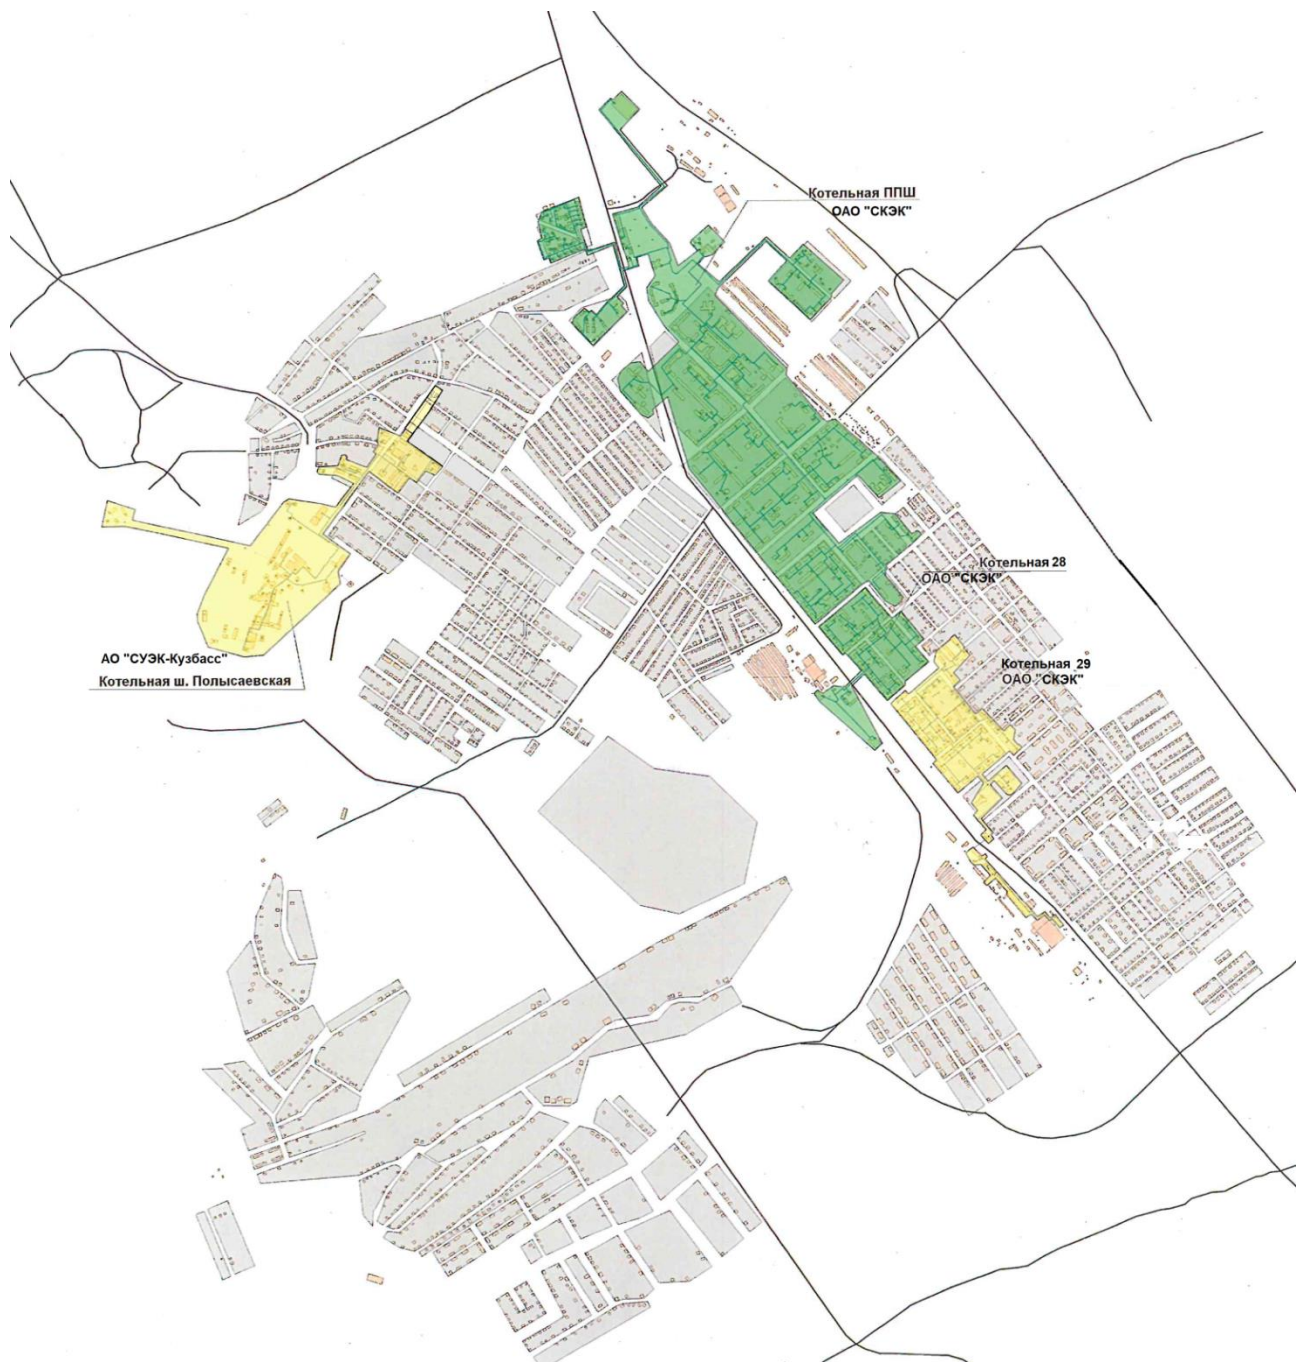 Котельная ППШ
ОАО "СКЭК"
Котельная 28
ОАО "СКЭК"
Котельная 29
ОАО "СКЭК"
АО "СУЭК-Кузбасс"
Котельная ш. Полысаевская